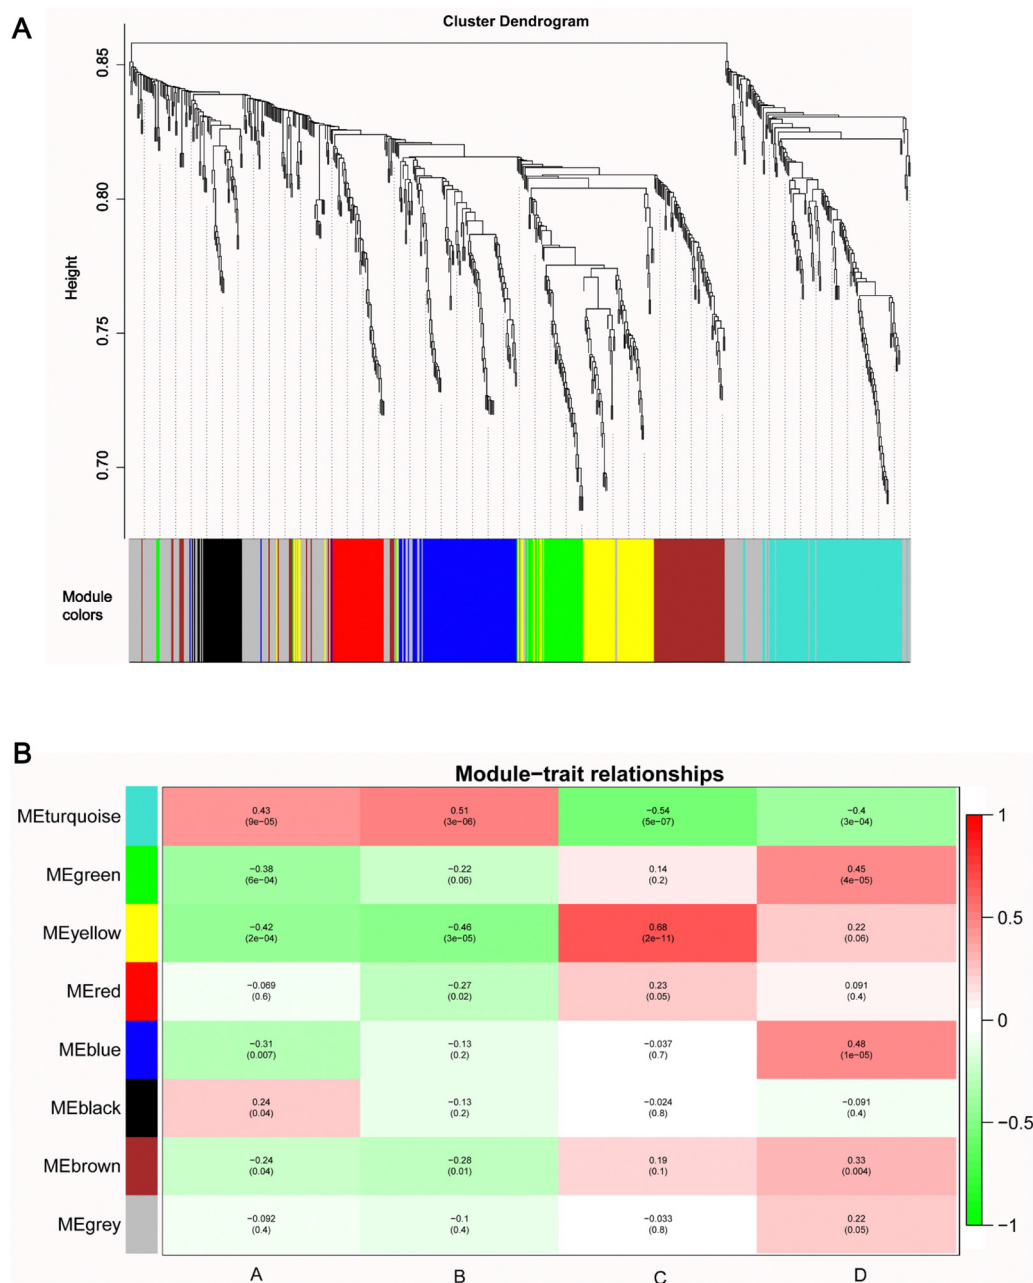 A
Cluster Dendrogram
Height
0.85
0.80
0.75
0.70
Module
colors
B
Module−trait relationships
MEturquoise
0.43
(9e−05)
0.51
(3e−06)
−0.54
(5e−07)
−0.4
(3e−04)
MEgreen
−0.38
(6e−04)
−0.22
(0.06)
0.14
(0.2)
0.45
(4e−05)
MEyellow
−0.42
(2e−04)
−0.46
(3e−05)
0.68
(2e−11)
0.22
(0.06)
MEred
−0.069
(0.6)
−0.27
(0.02)
0.23
(0.05)
0.091
(0.4)
MEblue
−0.31
(0.007)
−0.13
(0.2)
−0.037
(0.7)
0.48
(1e−05)
MEblack
0.24
(0.04)
−0.13
(0.2)
−0.024
(0.8)
−0.091
(0.4)
MEbrown
−0.24
(0.04)
−0.28
(0.01)
0.19
(0.1)
0.33
(0.004)
MEgrey
−0.092
(0.4)
−0.1
(0.4)
−0.033
(0.8)
0.22
(0.05)
A
B
C
D
1
0.5
0
−0.5
−1